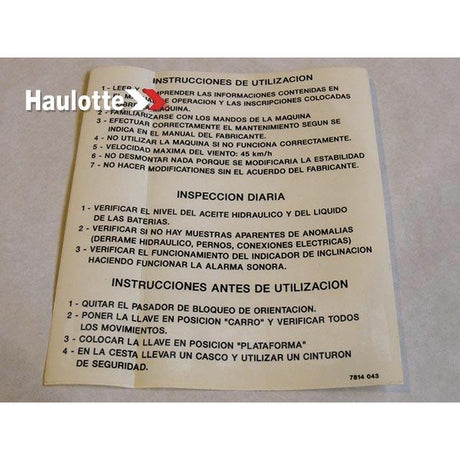 INSTRUCCIONES DE UTILIZACION
1 - LEER Y COMPRENDER LAS INFORMACIONES CONTENIDAS EN
EL DE OPERACION Y LAS INSCRIPCIONES COLOCADAS
Haulotte
MAQUINA.
2 - FAMILIARIZARSE CON LOS MANDOS DE LA MAQUINA
3 - EFECTUAR CORRECTAMENTE EL MANTENIMIENTO SEGUN SE
INDICA EN EL MANUAL DEL FABRICANTE.
4 - NO UTILIZAR LA MAQUINA SI NO FUNCIONA CORRECTAMENTE.
5 - VELOCIDAD MAXIMA DEL VIENTO: 45 km/h
6 - NO DESMONTAR NADA PORQUE SE MODIFICARIA LA ESTABILIDAD
7 - NO HACER MODIFICATIONES SIN EL ACUERDO DEL FABRICANTE.
INSPECCION DIARIA
1 - VERIFICAR EL NIVEL DEL ACEITE HIDRAULICO Y DEL LIQUIDO
DE LAS BATERIAS.
2 - VERIFICAR SI NO HAY MUESTRAS APARENTES DE ANOMALIAS
(DERRAME HIDRAULICO, PERNOS, CONEXIONES ELECTRICAS)
3 - VERIFICAR EL FUNCIONAMIENTO DEL INDICADOR DE INCLINACION
HACIENDO FUNCIONAR LA ALARMA SONORA.
INSTRUCCIONES ANTES DE UTILIZACION
1 - QUITAR EL PASADOR DE BLOQUEO DE ORIENTACION.
2 - PONER LA LLAVE EN POSICION "CARRO" Y VERIFICAR TODOS
LOS MOVIMIENTOS.
3 - COLOCAR LA LLAVE EN POSICION "PLATAFORMA"
4 - EN LA CESTA LLEVAR UN CASCO Y UTILIZAR UN CINTURON
DE SEGURIDAD.
7814 043